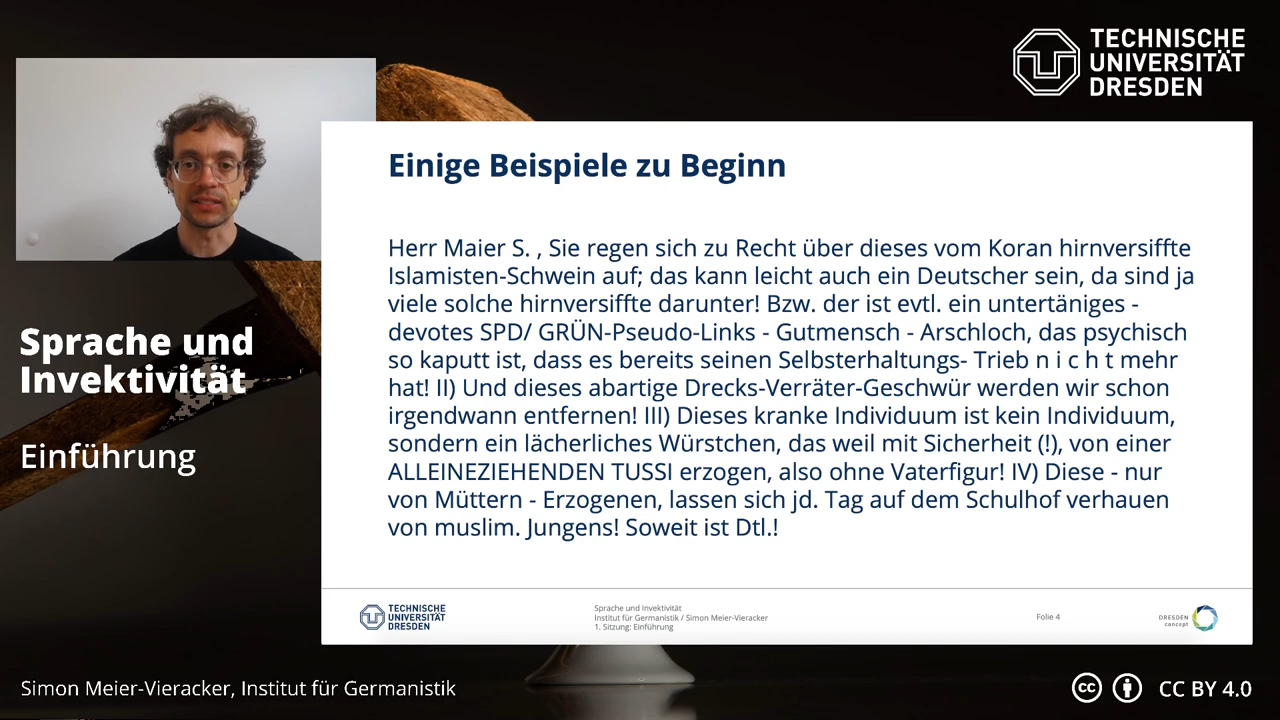 TECHNISCHE
UNIVERSITÄT
DRESDEN
Einige Beispiele zu Beginn
Herr Maier S. , Sie regen sich zu Recht über dieses vom Koran hirnversiffte
Islamisten-Schwein auf; das kann leicht auch ein Deutscher sein, da sind ja
viele solche hirnversiffte darunter! Bzw. der ist evtl. ein untertäniges -
devotes SPD/ GRÜN-Pseudo-Links - Gutmensch - Arschloch, das psychisch
so kaputt ist, dass es bereits seinen Selbsterhaltungs- Trieb n i c h t mehr
hat! II) Und dieses abartige Drecks-Verräter-Geschwür werden wir schon
irgendwann entfernen! III) Dieses kranke Individuum ist kein Individuum,
sondern ein lächerliches Würstchen, das weil mit Sicherheit (!), von einer
ALLEINEZIEHENDEN TUSSI erzogen, also ohne Vaterfigur! IV) Diese - nur
von Müttern - Erzogenen, lassen sich jd. Tag auf dem Schulhof verhauen
von muslim. Jungens! Soweit ist Dtl.!
Sprache und
Invektivität
Einführung
TECHNISCHE
UNIVERSITÄT
DRESDEN
Sprache und Invektivität
Institut für Germanistik / Simon Meier-Vieracker
1. Sitzung: Einführung
Folie 4
DRESDEN
concept
Simon Meier-Vieracker, Institut für Germanistik
cc
CC BY 4.0